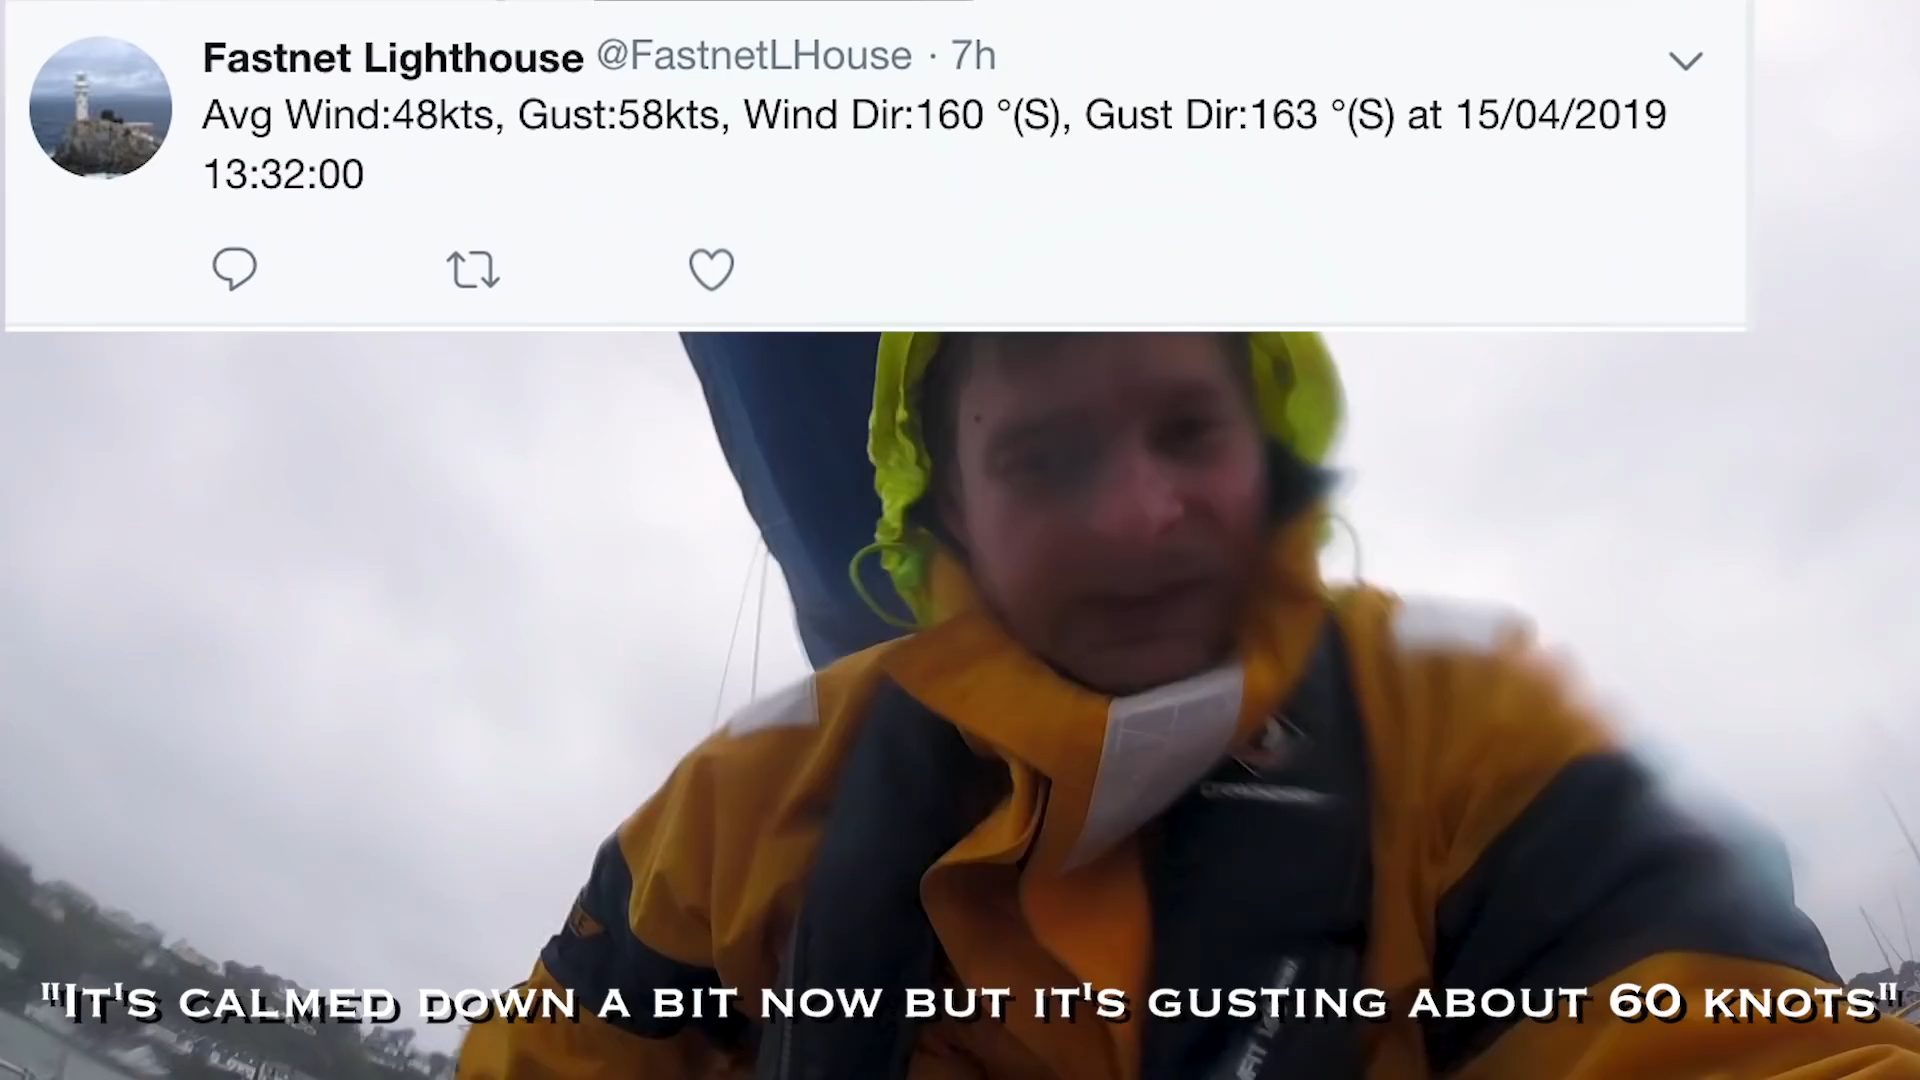 Fastnet Lighthouse @FastnetLHouse · 7h
Avg Wind:48kts, Gust:58kts, Wind Dir:160 °(S), Gust Dir:163 °(S) at 15/04/2019
13:32:00
"IT'S CALMED DOWN A BIT NOW BUT IT'S GUSTING ABOUT 60 KNOTS"